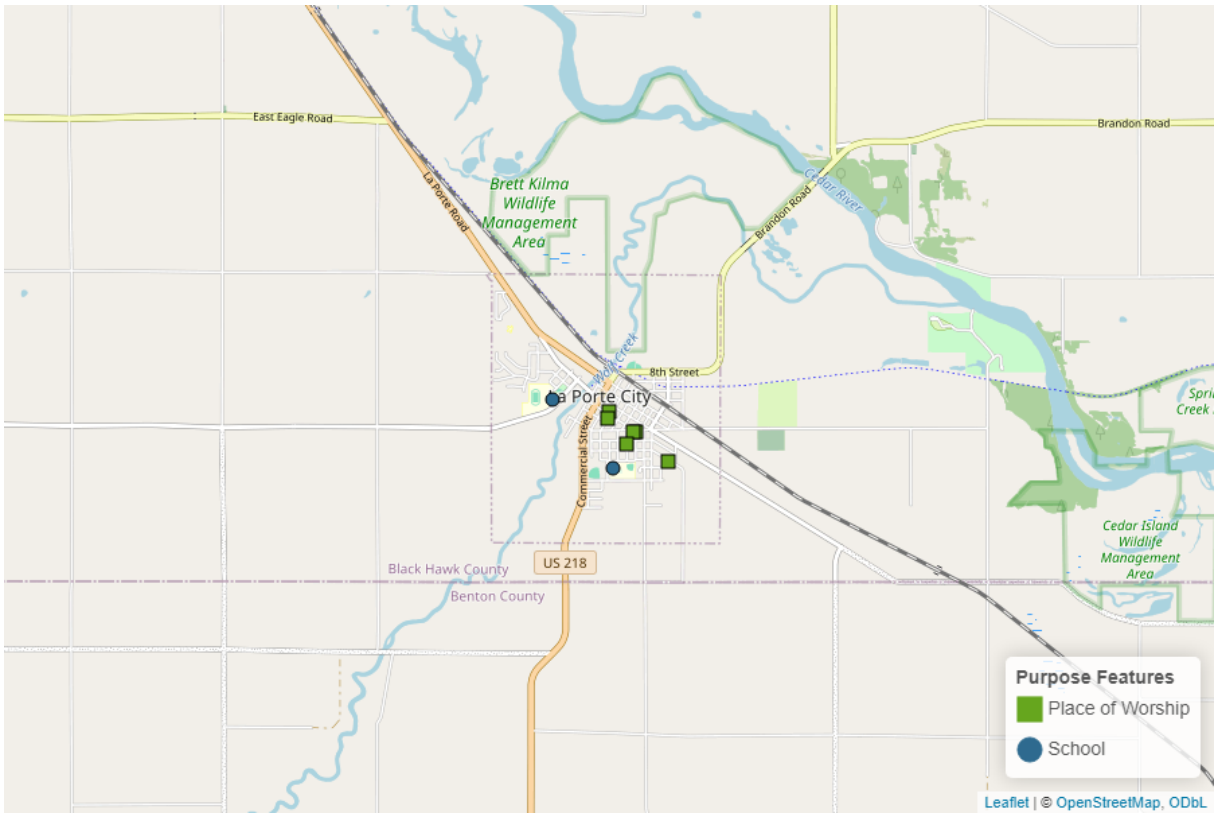 East Eagle Road
Brandon Road
La Porte Road
Brett Kilma
Wildlife
Management
Area
Cedar River
Brandon Road
Wolf Creek
8th Street
La Porte City
Commercial Street
Cedar Island
Wildlife
Management
Area
US 218
Black Hawk County
Benton County
Purpose Features
Place of Worship
School
Leaflet | © OpenStreetMap, ODbL